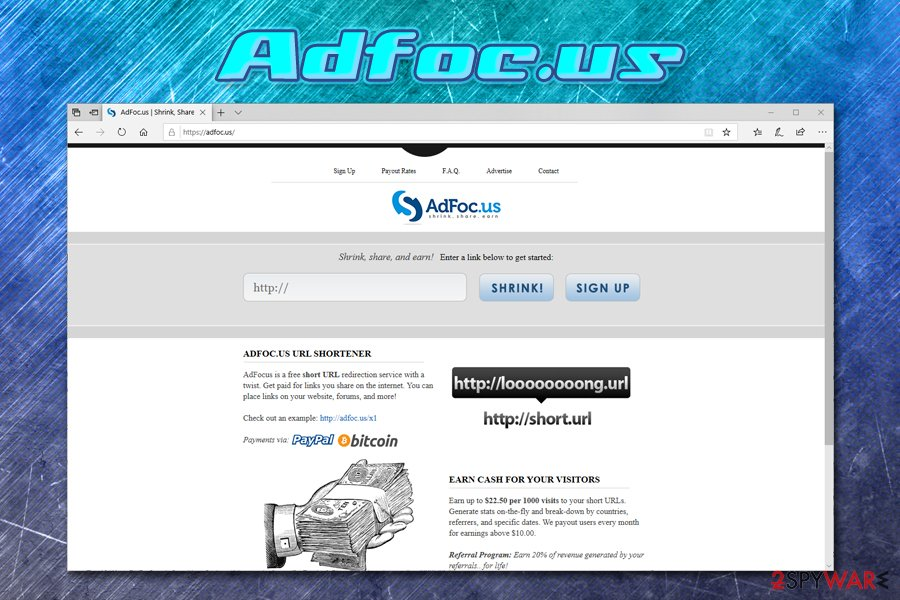 Adfoc.us
AdFoc.us | Shrink, Share
https://adfoc.us/
Sign Up
Payout Rates
F.A.Q.
Advertise
Contact
AdFoc.us
shrink. share. earn
Shrink, share, and earn! Enter a link below to get started:
http://
SHRINK!
SIGN UP
ADFOC.US URL SHORTENER
AdFocus is a free short URL redirection service with a
twist. Get paid for links you share on the internet. You can
place links on your website, forums, and more!
Check out an example: http://adfoc.us/x1
Payments via: PayPal bitcoin
http://looooooong.url
http://short.url
EARN CASH FOR YOUR VISITORS
Earn up to $22.50 per 1000 visits to your short URLs.
Generate stats on-the-fly and break-down by countries,
referrers, and specific dates. We payout users every month
for earnings above $10.00.
Referral Program: Earn 20% of revenue generated by your
referrals...for life!
2SPYWARE